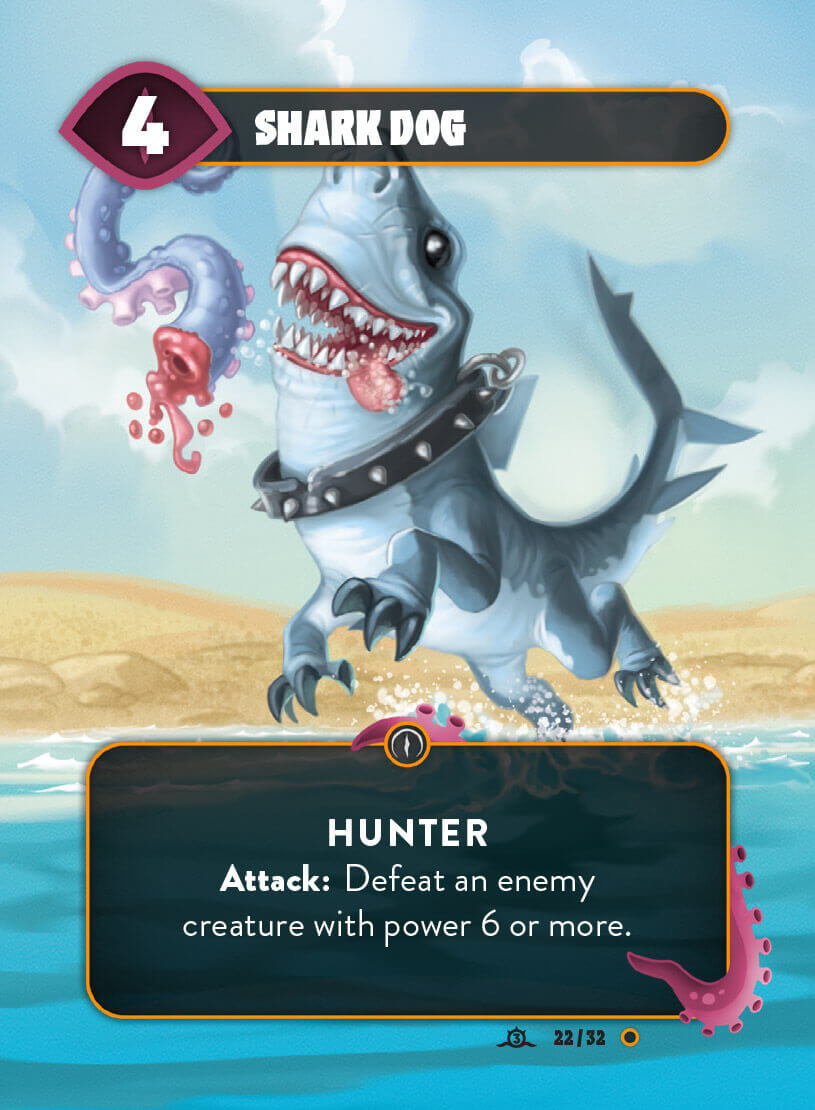 4
SHARK DOG
HUNTER
Attack: Defeat an enemy
creature with power 6 or more.
3 22/32